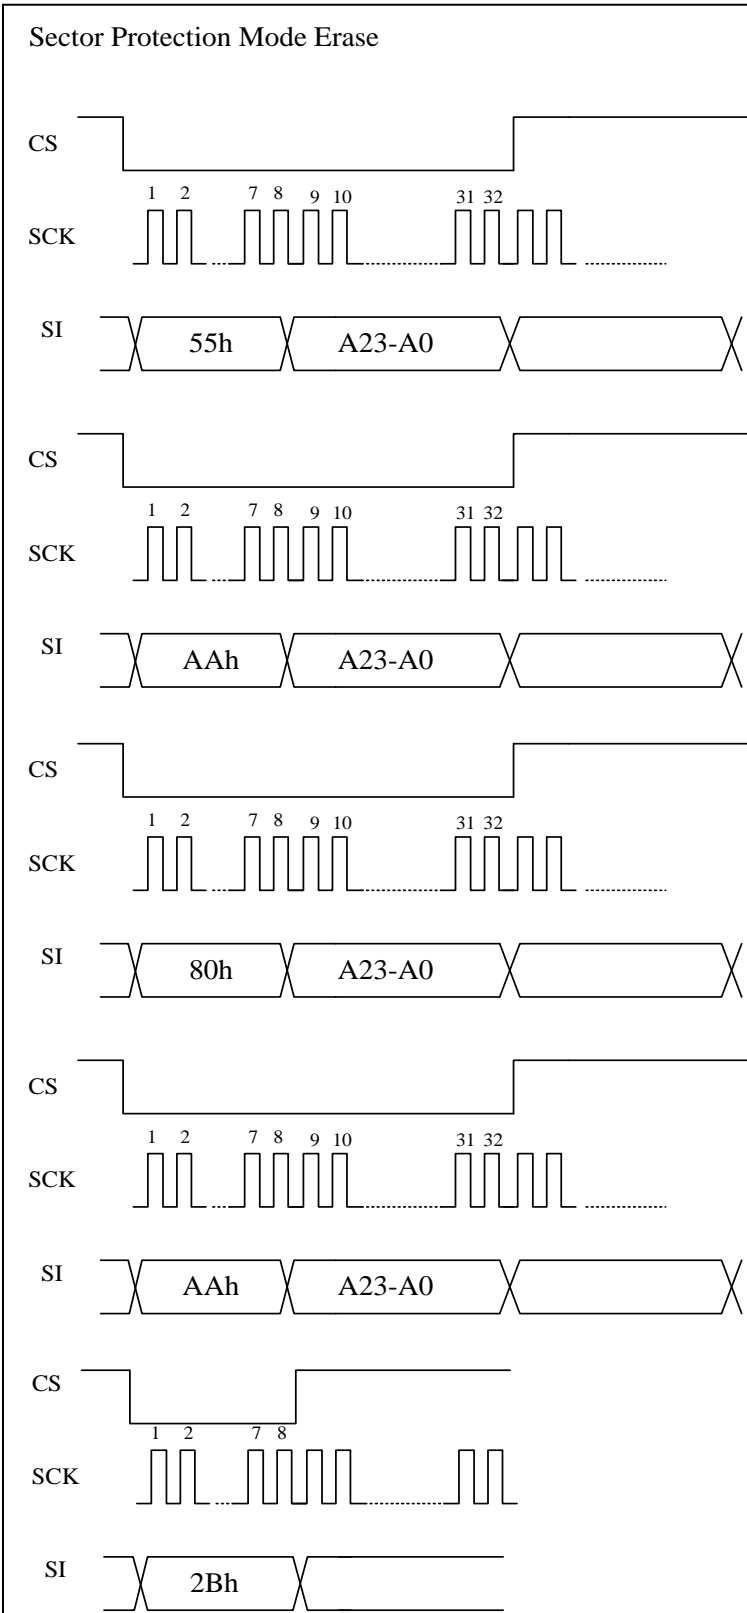 Sector Protection Mode Erase
CS
1 2 7 8 9 10 31 32
SCK
SI 55h A23-A0
CS
1 2 7 8 9 10 31 32
SCK
SI AAh A23-A0
CS
1 2 7 8 9 10 31 32
SCK
SI 80h A23-A0
CS
1 2 7 8 9 10 31 32
SCK
SI AAh A23-A0
CS
1 2 7 8
SCK
SI 2Bh